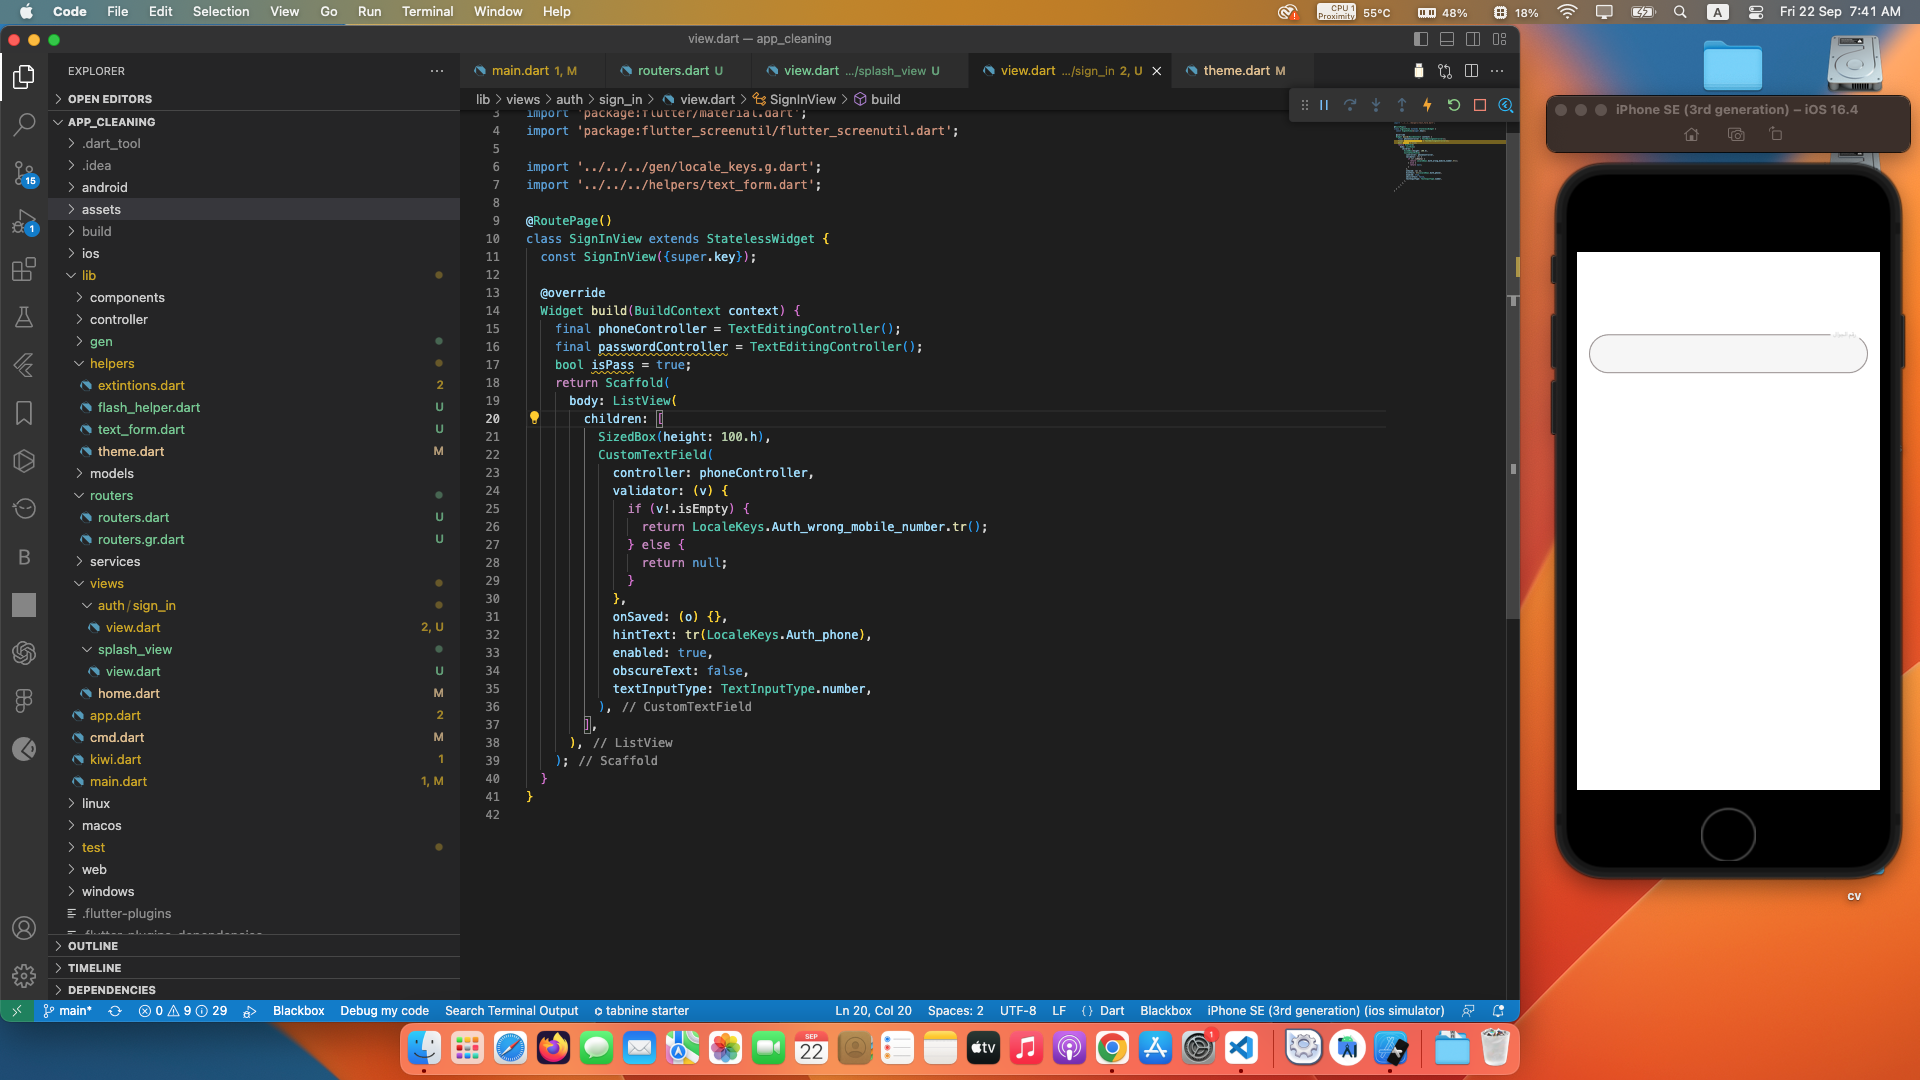 Code File Edit Selection View Go Run Terminal Window Help
CPU 1 Proximity 55°C 48% 18% A Fri 22 Sep 7:41 AM
view.dart — app_cleaning
EXPLORER
OPEN EDITORS
APP_CLEANING
.dart_tool
.idea
android
assets
build
ios
lib
components
controller
gen
helpers
extintions.dart 2
flash_helper.dart U
text_form.dart U
theme.dart M
models
routers
routers.dart U
routers.gr.dart U
services
views
auth/sign_in
view.dart 2, U
splash_view
view.dart U
home.dart M
app.dart 2
cmd.dart M
kiwi.dart 1
main.dart 1, M
linux
macos
test
web
windows
.flutter-plugins
.flutter-plugins-dependencies
OUTLINE
TIMELINE
DEPENDENCIES
15
1
B
main.dart 1, M routers.dart U view.dart .../splash_view U view.dart .../sign_in 2, U theme.dart M
lib > views > auth > sign_in > view.dart > SignInView > build
3 import 'package:flutter/material.dart';
4 import 'package:flutter_screenutil/flutter_screenutil.dart';
5
6 import '../../../gen/locale_keys.g.dart';
7 import '../../../helpers/text_form.dart';
8
9 @RoutePage()
10 class SignInView extends StatelessWidget {
11 const SignInView({super.key});
12
13 @override
14 Widget build(BuildContext context) {
15 final phoneController = TextEditingController();
16 final passwordController = TextEditingController();
17 bool isPass = true;
18 return Scaffold(
19 body: ListView(
20 children: [
21 SizedBox(height: 100.h),
22 CustomTextField(
23 controller: phoneController,
24 validator: (v) {
25 if (v!.isEmpty) {
26 return LocaleKeys.Auth_wrong_mobile_number.tr();
27 } else {
28 return null;
29 }
30 },
31 onSaved: (o) {},
32 hintText: tr(LocaleKeys.Auth_phone),
33 enabled: true,
34 obscureText: false,
35 textInputType: TextInputType.number,
36 ), // CustomTextField
37 ],
38 ), // ListView
39 ); // Scaffold
40 }
41 }
42
iPhone SE (3rd generation) – iOS 16.4
cv
main* 0 9 29 Blackbox Debug my code Search Terminal Output tabnine starter Ln 20, Col 20 Spaces: 2 UTF-8 LF {} Dart Blackbox iPhone SE (3rd generation) (ios simulator)
SEP
22
tv
1